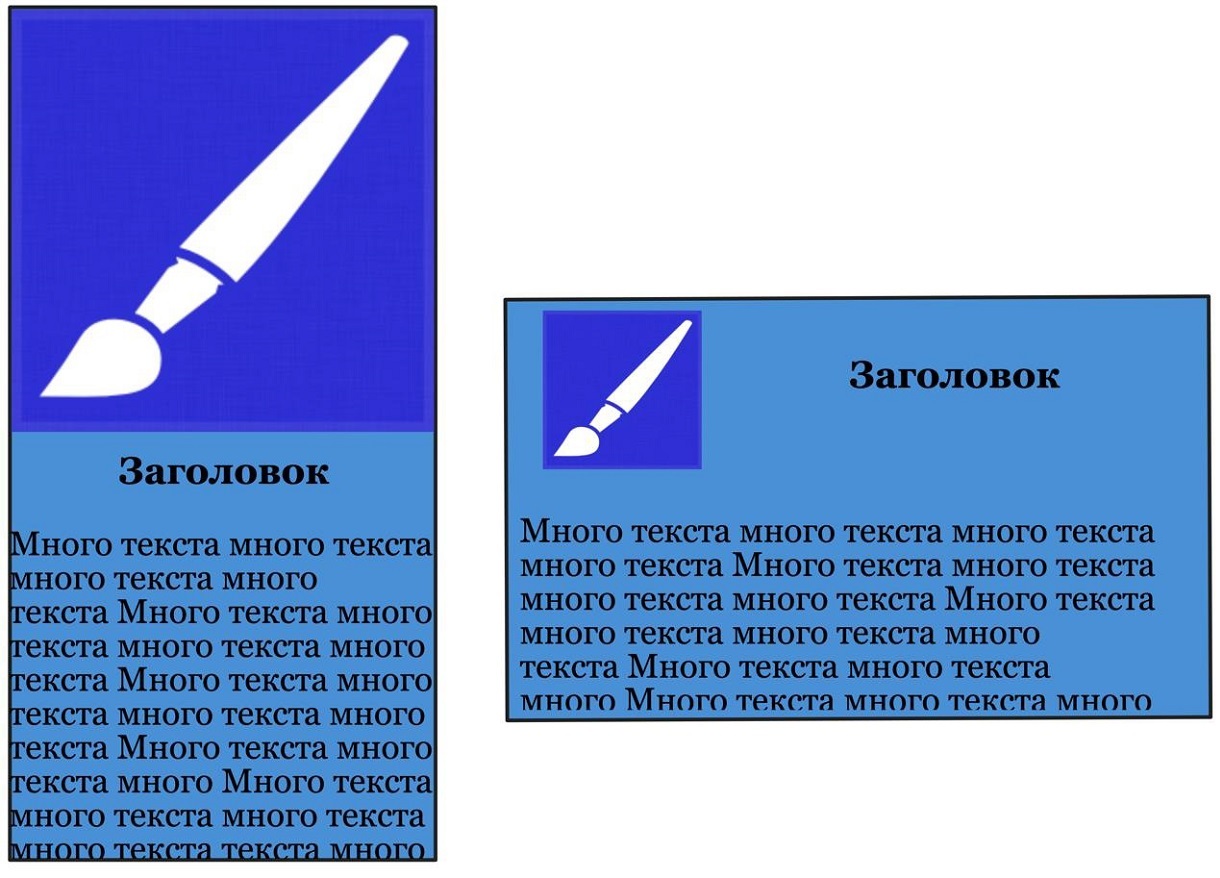 Заголовок
Много текста много текста
много текста много
текста Много текста много
текста много текста много
текста Много текста много
текста много текста много
текста Много текста много
текста много Много текста
много текста много текста
много текста текста много
Заголовок
Много текста много текста много текста
много текста Много текста много текста
много текста много текста Много текста
много текста много текста много
текста Много текста много текста
много Много текста много текста много